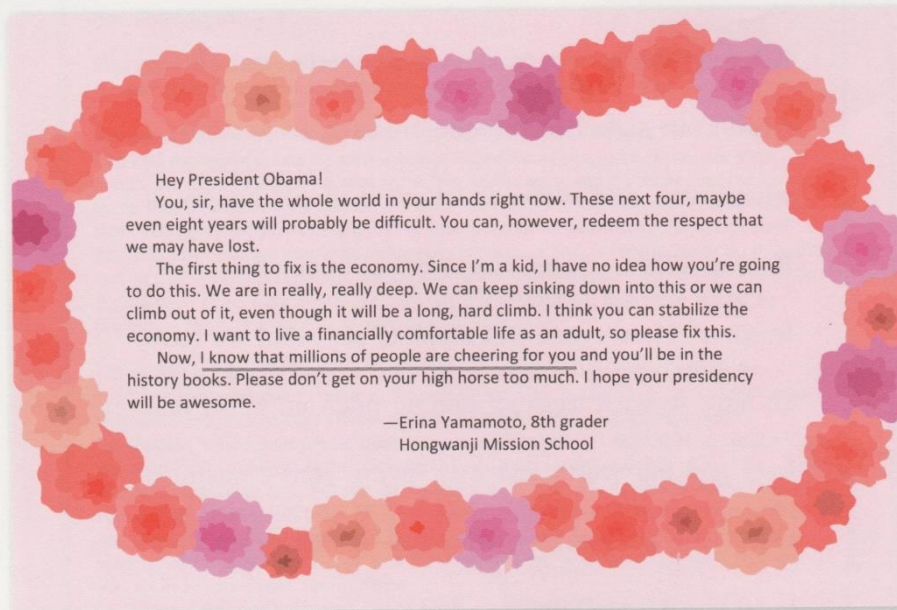 Hey President Obama!
You, sir, have the whole world in your hands right now. These next four, maybe
even eight years will probably be difficult. You can, however, redeem the respect that
we may have lost.
The first thing to fix is the economy. Since I'm a kid, I have no idea how you're going
to do this. We are in really, really deep. We can keep sinking down into this or we can
climb out of it, even though it will be a long, hard climb. I think you can stabilize the
economy. I want to live a financially comfortable life as an adult, so please fix this.
Now, I know that millions of people are cheering for you and you'll be in the
history books. Please don't get on your high horse too much. I hope your presidency
will be awesome.
—Erina Yamamoto, 8th grader
Hongwanji Mission School